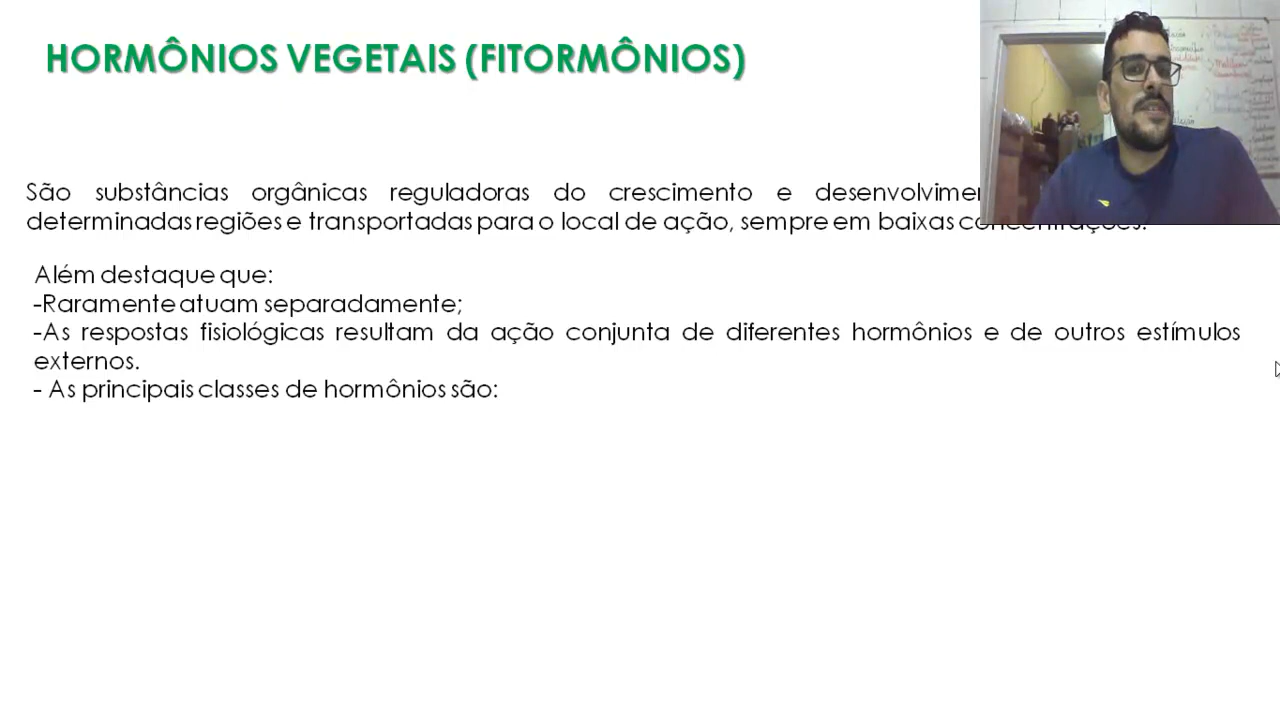 HORMÔNIOS VEGETAIS (FITORMÔNIOS)
São substâncias orgânicas reguladoras do crescimento e
determinadas regiões e transportadas para o local de ação, sempre em baixas
Além destaque que:
-Raramente atuam separadamente;
-As respostas fisiológicas resultam da ação conjunta de diferentes hormônios e de outros estímulos
externos.
- As principais classes de hormônios são: